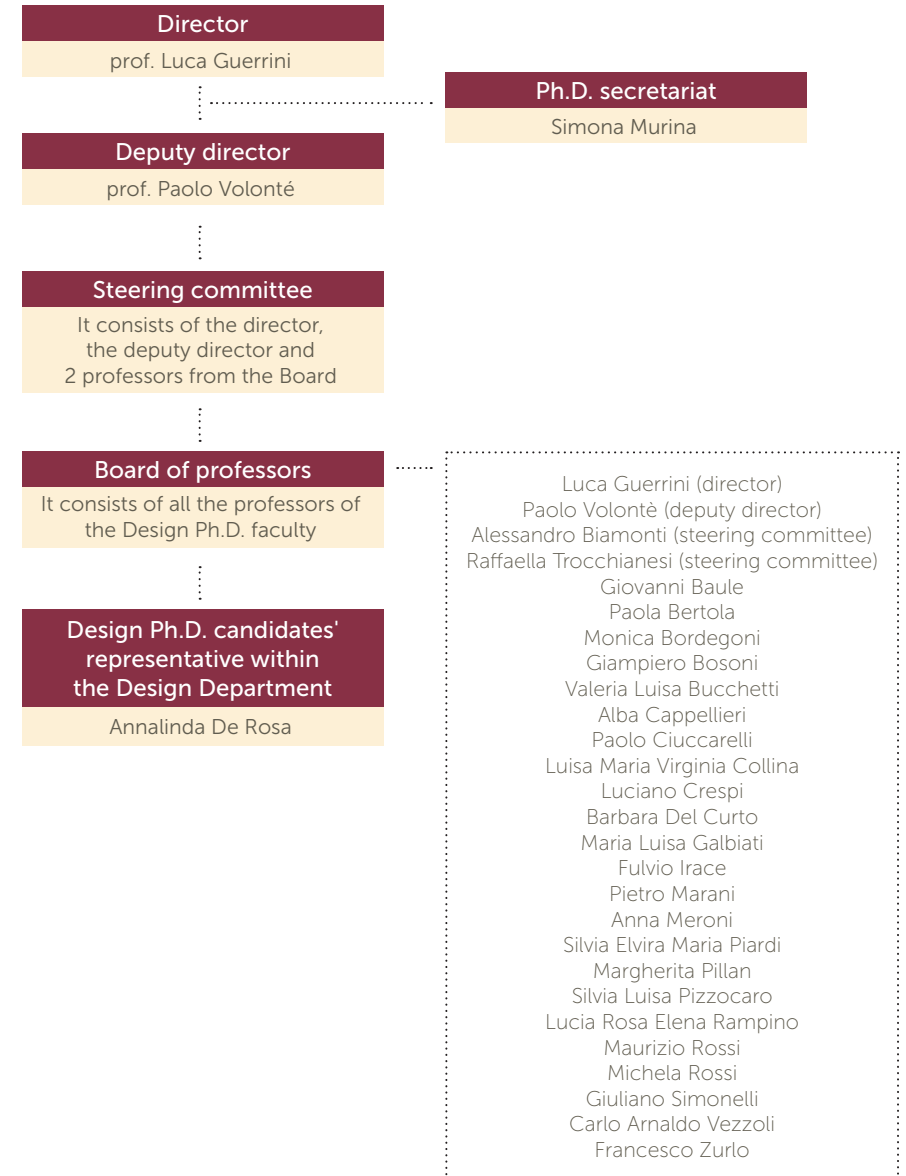 Director
prof. Luca Guerrini
Ph.D. secretariat
Simona Murina
Deputy director
prof. Paolo Volonté
Steering committee
It consists of the director,
the deputy director and
2 professors from the Board
Board of professors
It consists of all the professors of
the Design Ph.D. faculty
Design Ph.D. candidates'
representative within
the Design Department
Annalinda De Rosa
Luca Guerrini (director)
Paolo Volontè (deputy director)
Alessandro Biamonti (steering committee)
Raffaella Trocchianesi (steering committee)
Giovanni Baule
Paola Bertola
Monica Bordegoni
Giampiero Bosoni
Valeria Luisa Bucchetti
Alba Cappellieri
Paolo Ciuccarelli
Luisa Maria Virginia Collina
Luciano Crespi
Barbara Del Curto
Maria Luisa Galbiati
Fulvio Irace
Pietro Marani
Anna Meroni
Silvia Elvira Maria Piardi
Margherita Pillan
Silvia Luisa Pizzocaro
Lucia Rosa Elena Rampino
Maurizio Rossi
Michela Rossi
Giuliano Simonelli
Carlo Arnaldo Vezzoli
Francesco Zurlo